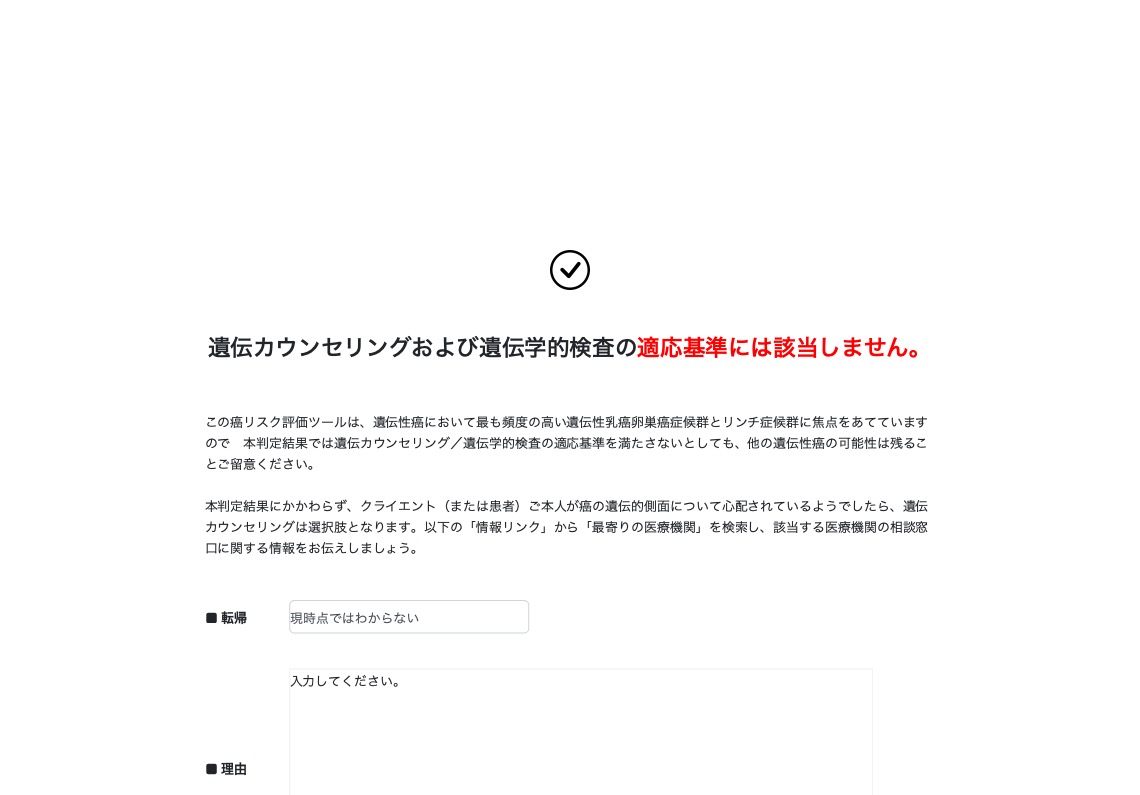 遺伝カウンセリングおよび遺伝学的検査の適応基準には該当しません。
この癌リスク評価ツールは、遺伝性癌において最も頻度の高い遺伝性乳癌卵巣癌症候群とリンチ症候群に焦点をあてています
ので　本判定結果では遺伝カウンセリング／遺伝学的検査の適応基準を満たさないとしても、他の遺伝性癌の可能性は残るこ
とご留意ください。
本判定結果にかかわらず、クライエント（または患者）ご本人が癌の遺伝的側面について心配されているようでしたら、遺伝
カウンセリングは選択肢となります。以下の「情報リンク」から「最寄りの医療機関」を検索し、該当する医療機関の相談窓
口に関する情報をお伝えしましょう。
■ 転帰 現時点ではわからない
入力してください。
■ 理由